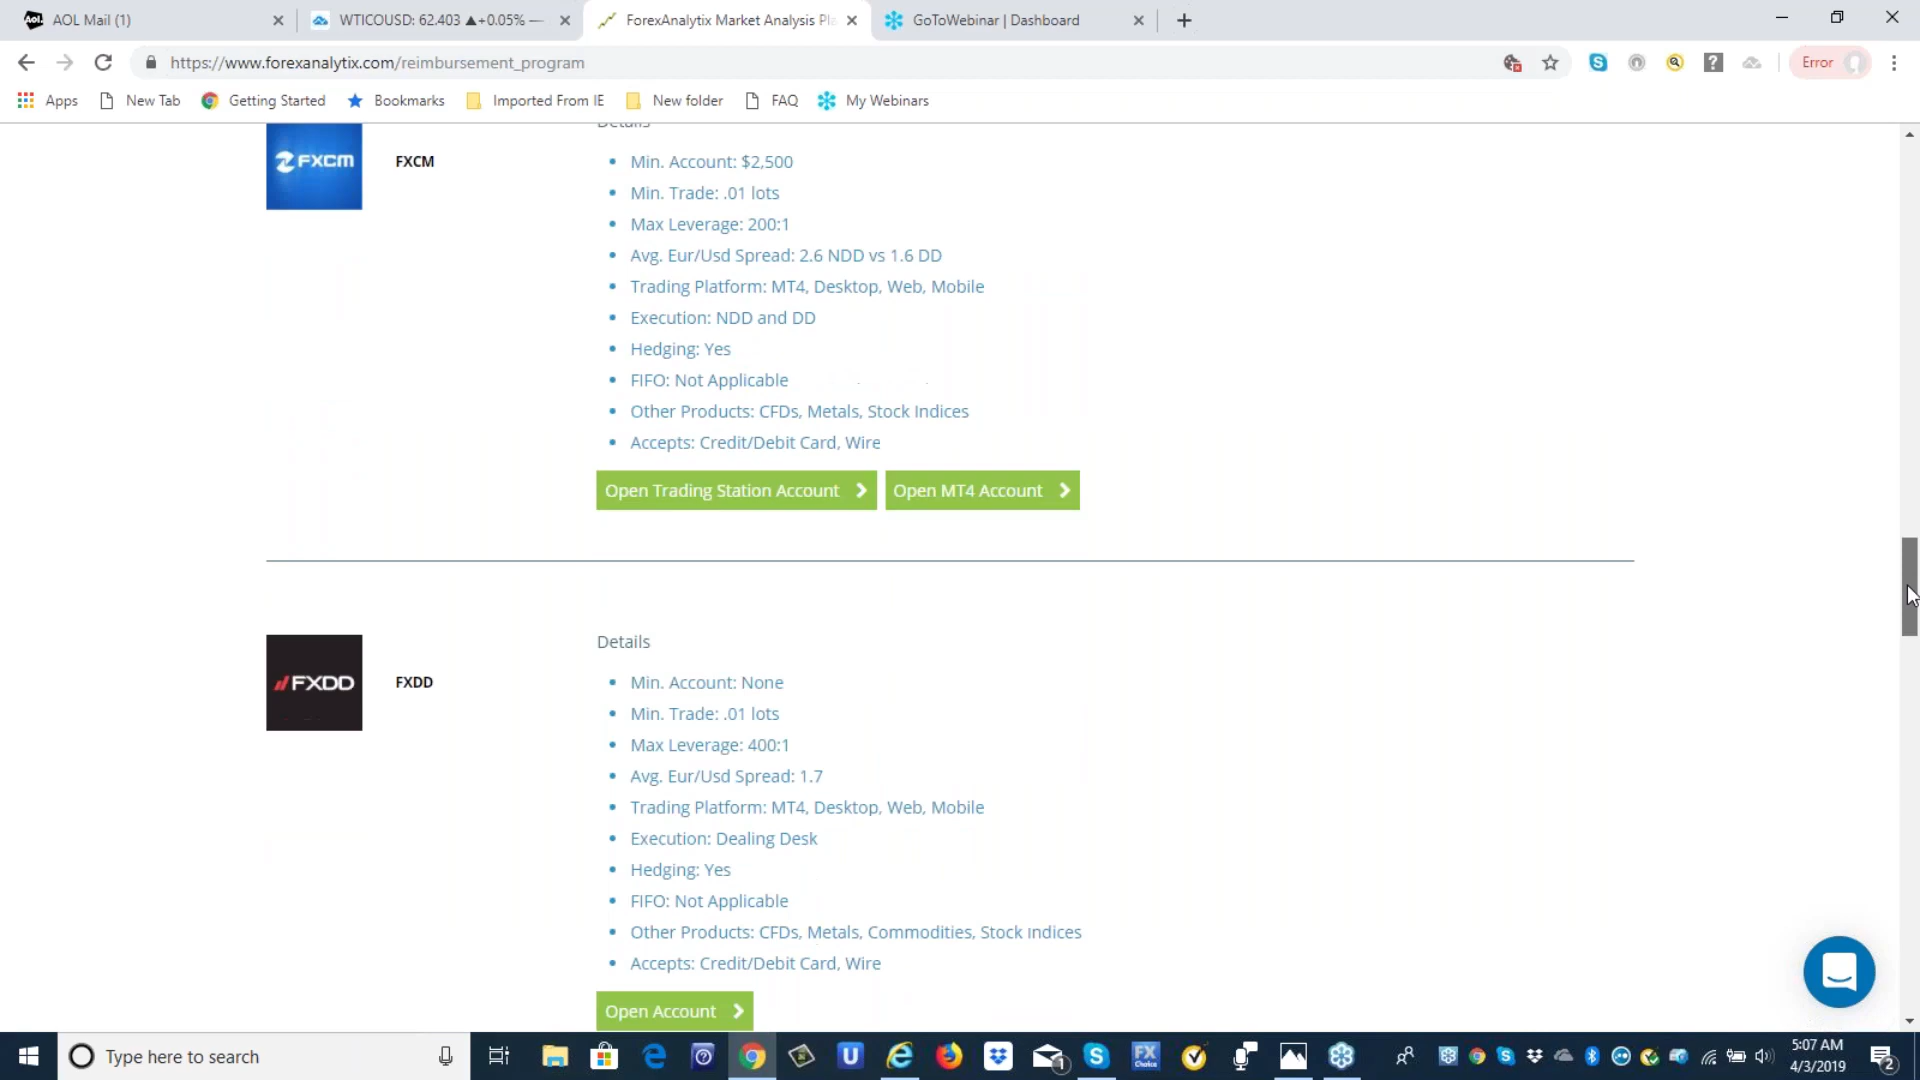 AOL Mail (1)
WTICOUSD: 62.403 ▲+0.05% —
ForexAnalytix Market Analysis Pla
GoToWebinar | Dashboard
https://www.forexanalytix.com/reimbursement_program
Error
Apps
New Tab
Getting Started
Bookmarks
Imported From IE
New folder
FAQ
My Webinars
Details
FXCM
FXCM
Min. Account: $2,500
Min. Trade: .01 lots
Max Leverage: 200:1
Avg. Eur/Usd Spread: 2.6 NDD vs 1.6 DD
Trading Platform: MT4, Desktop, Web, Mobile
Execution: NDD and DD
Hedging: Yes
FIFO: Not Applicable
Other Products: CFDs, Metals, Stock Indices
Accepts: Credit/Debit Card, Wire
Open Trading Station Account
Open MT4 Account
Details
FXDD
FXDD
Min. Account: None
Min. Trade: .01 lots
Max Leverage: 400:1
Avg. Eur/Usd Spread: 1.7
Trading Platform: MT4, Desktop, Web, Mobile
Execution: Dealing Desk
Hedging: Yes
FIFO: Not Applicable
Other Products: CFDs, Metals, Commodities, Stock Indices
Accepts: Credit/Debit Card, Wire
Open Account
Type here to search
FX
Choice
5:07 AM
4/3/2019